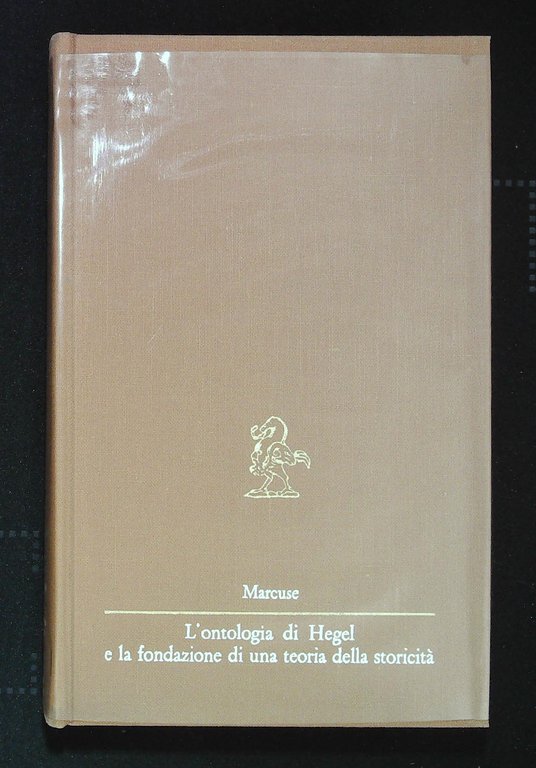 Marcuse
L'ontologia di Hegel
e la fondazione di una teoria della storicità